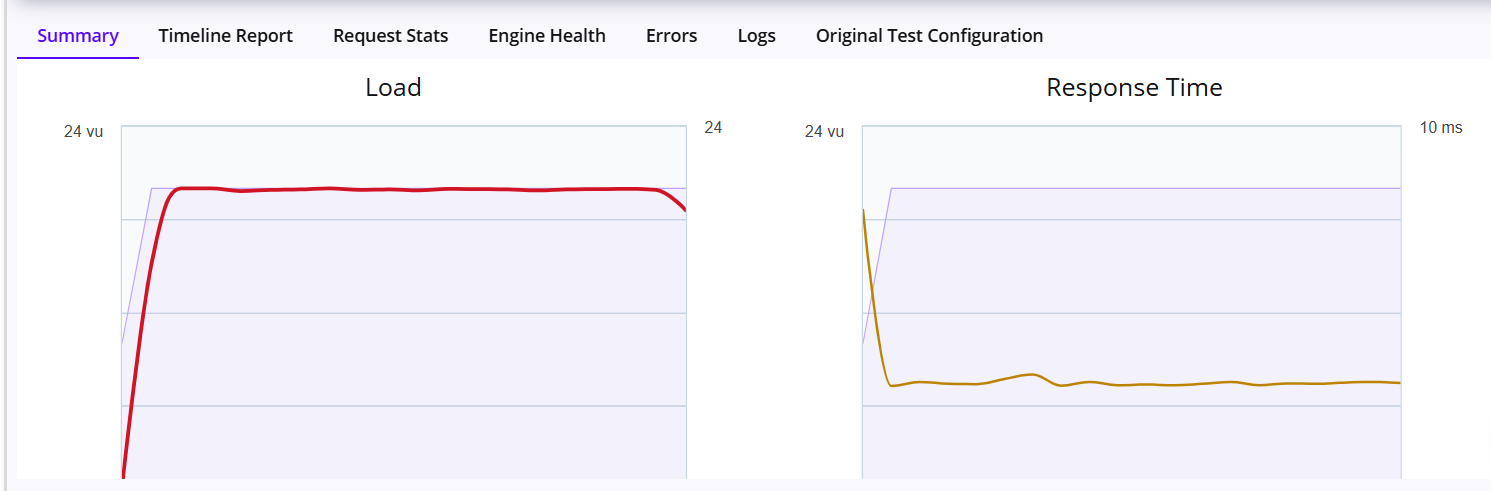 Summary Timeline Report Request Stats Engine Health Errors Logs Original Test Configuration
Load
24 vu
24
Response Time
24 vu
10 ms